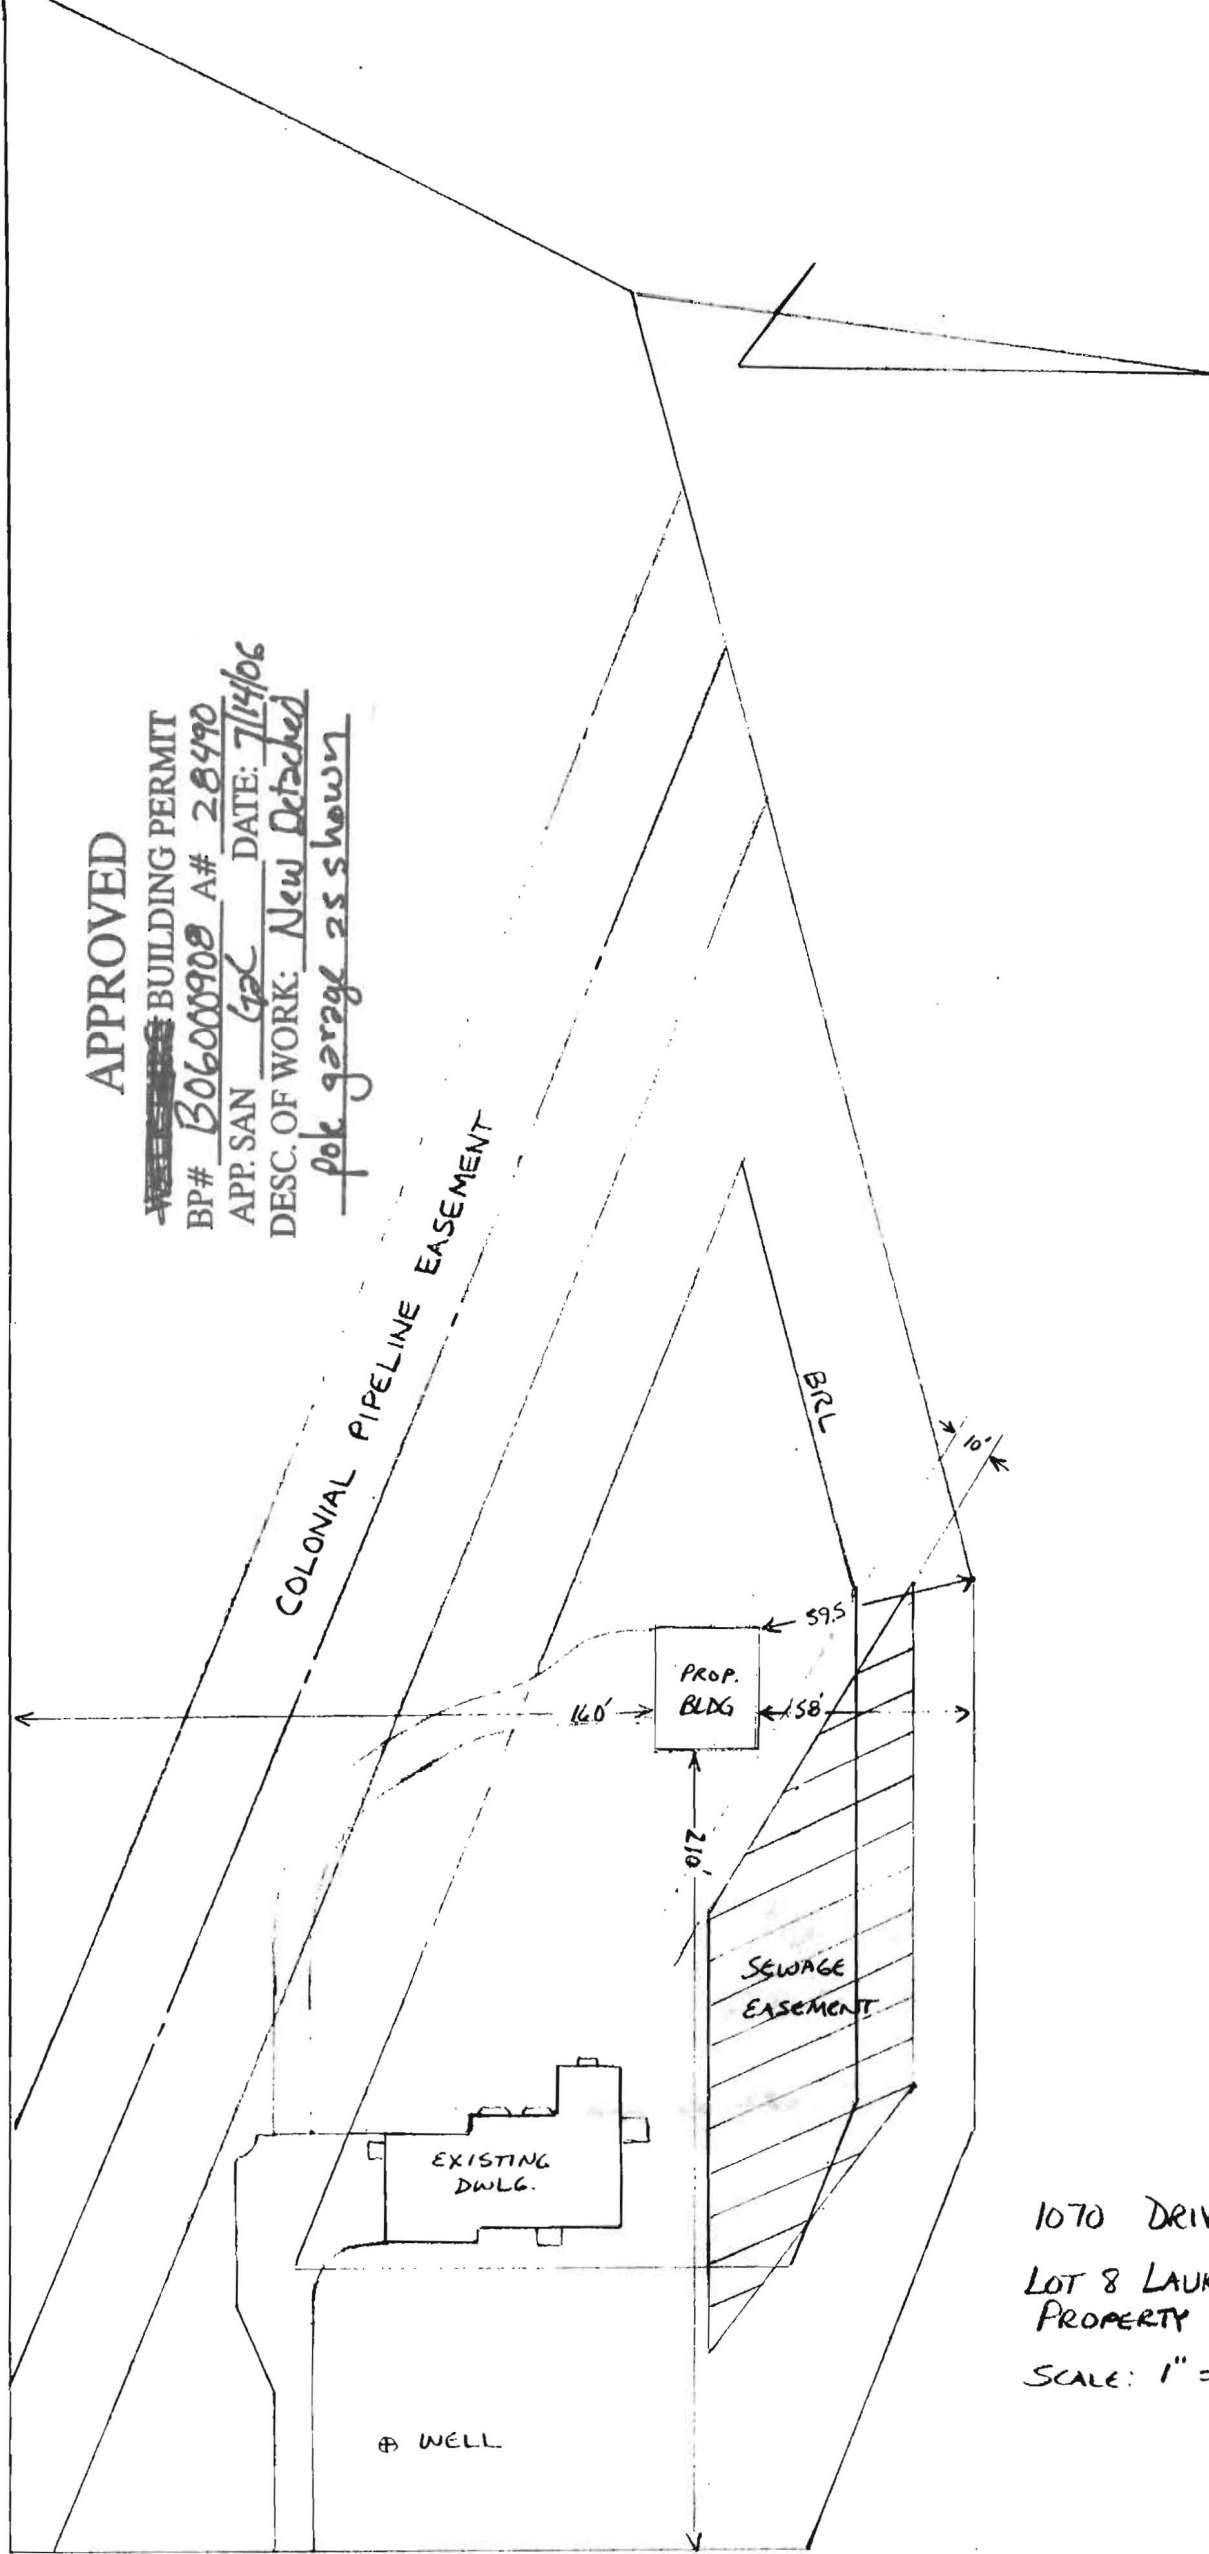 APPROVED
BUILDING PERMIT
BP# B06000908 A# 28490
APP. SAN DATE: 7/14/06
DESC. OF WORK: New Detached
pole garage as shown
COLONIAL PIPELINE EASEMENT
BRL
10'
59.5
PROP.
BLDG
160'
58'
210'
SEWAGE
EASEMENT
EXISTING
DWLG.
⊕ WELL
1070 DRIV
LOT 8 LAUR
PROPERTY
SCALE: 1" =